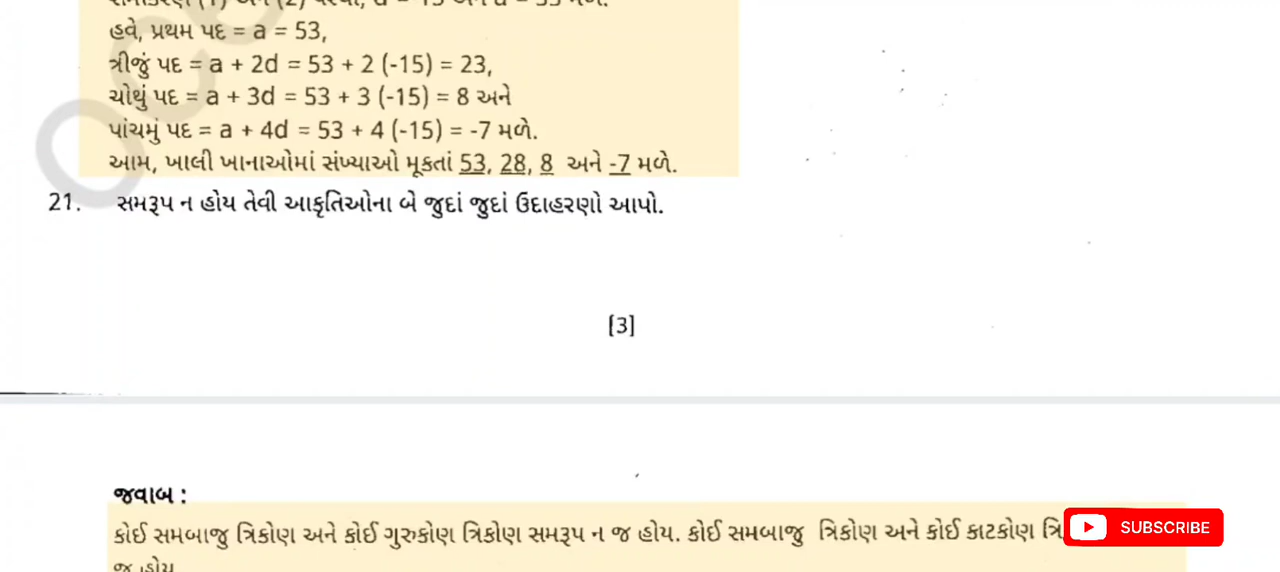 હવે, પ્રથમ પદ = a = 53,
ત્રીજું પદ = a + 2d = 53 + 2 (-15) = 23,
ચોથું પદ = a + 3d = 53 + 3 (-15) = 8 અને
પાંચમું પદ = a + 4d = 53 + 4 (-15) = -7 મળે.
આમ, ખાલી ખાનાઓમાં સંખ્યાઓ મૂકતાં 53, 28, 8 અને -7 મળે.
21. સમરૂપ ન હોય તેવી આકૃતિઓના બે જુદાં જુદાં ઉદાહરણો આપો.
[3]
જવાબ :
કોઈ સમબાજુ ત્રિકોણ અને કોઈ ગુરુકોણ ત્રિકોણ સમરૂપ ન જ હોય. કોઈ સમબાજુ ત્રિકોણ અને કોઈ કાટકોણ
SUBSCRIBE
જ હોય